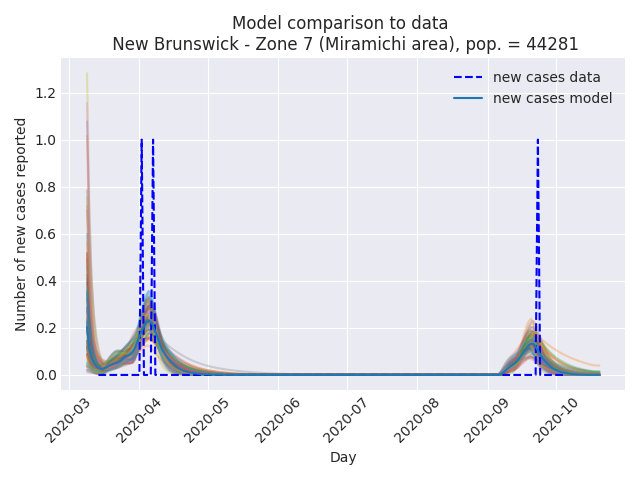 Model comparison to data
New Brunswick - Zone 7 (Miramichi area), pop. = 44281
new cases data
new cases model
Number of new cases reported
1.2
1.0
0.8
0.6
0.4
0.2
0.0
2020-03
2020-04
2020-05
2020-06
2020-07
2020-08
2020-09
2020-10
Day